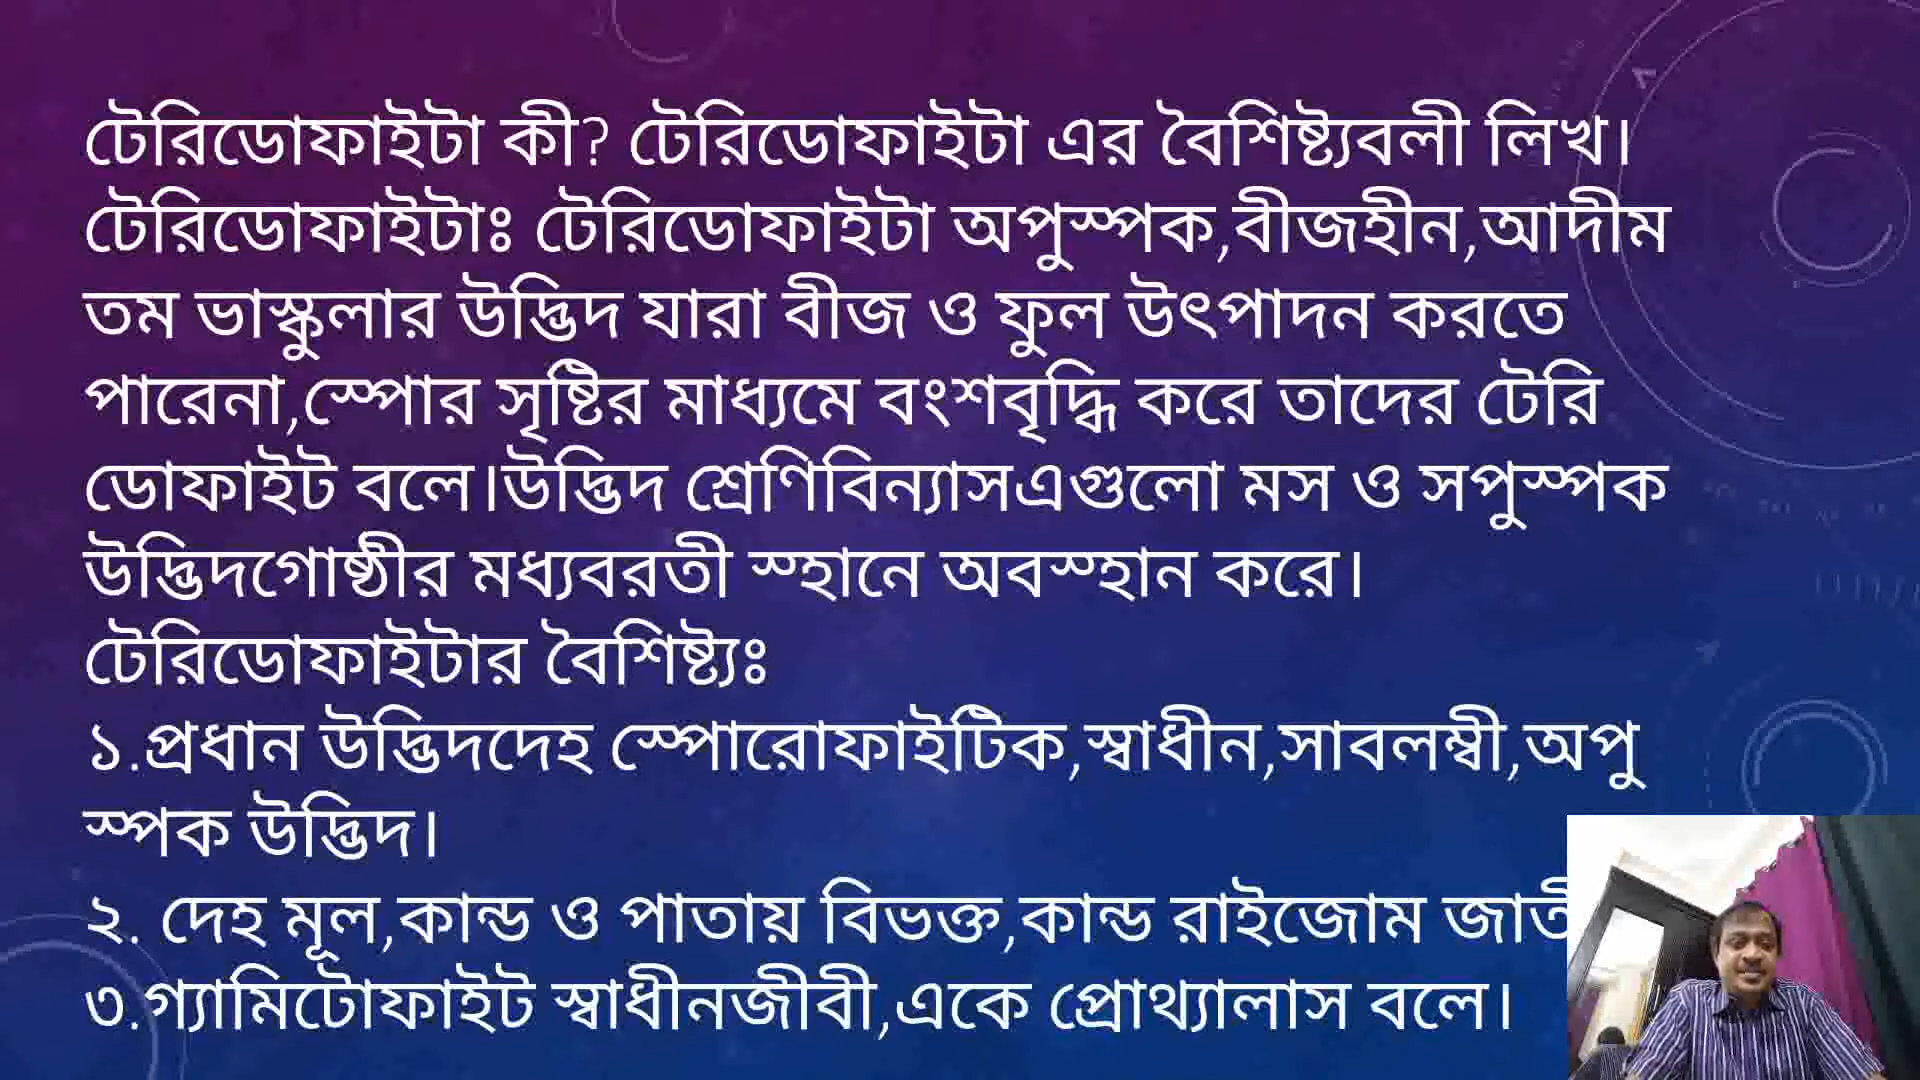 টেরিডোফাইটা কী? টেরিডোফাইটা এর বৈশিষ্ট্যবলী লিখ।
টেরিডোফাইটাঃ টেরিডোফাইটা অপুস্পক,বীজহীন,আদীম
তম ভাস্কুলার উদ্ভিদ যারা বীজ ও ফুল উৎপাদন করতে
পারেনা,স্পোর সৃষ্টির মাধ্যমে বংশবৃদ্ধি করে তাদের টেরি
ডোফাইট বলে।উদ্ভিদ শ্রেণিবিন্যাসএগুলো মস ও সপুস্পক
উদ্ভিদগোষ্ঠীর মধ্যবরতী স্হানে অবস্হান করে।
টেরিডোফাইটার বৈশিষ্ট্যঃ
১.প্রধান উদ্ভিদদেহ স্পোরোফাইটিক,স্বাধীন,সাবলম্বী,অপু
স্পক উদ্ভিদ।
২. দেহ মূল,কান্ড ও পাতায় বিভক্ত,কান্ড রাইজোম জাতী
৩.গ্যামিটোফাইট স্বাধীনজীবী,একে প্রোথ্যালাস বলে।